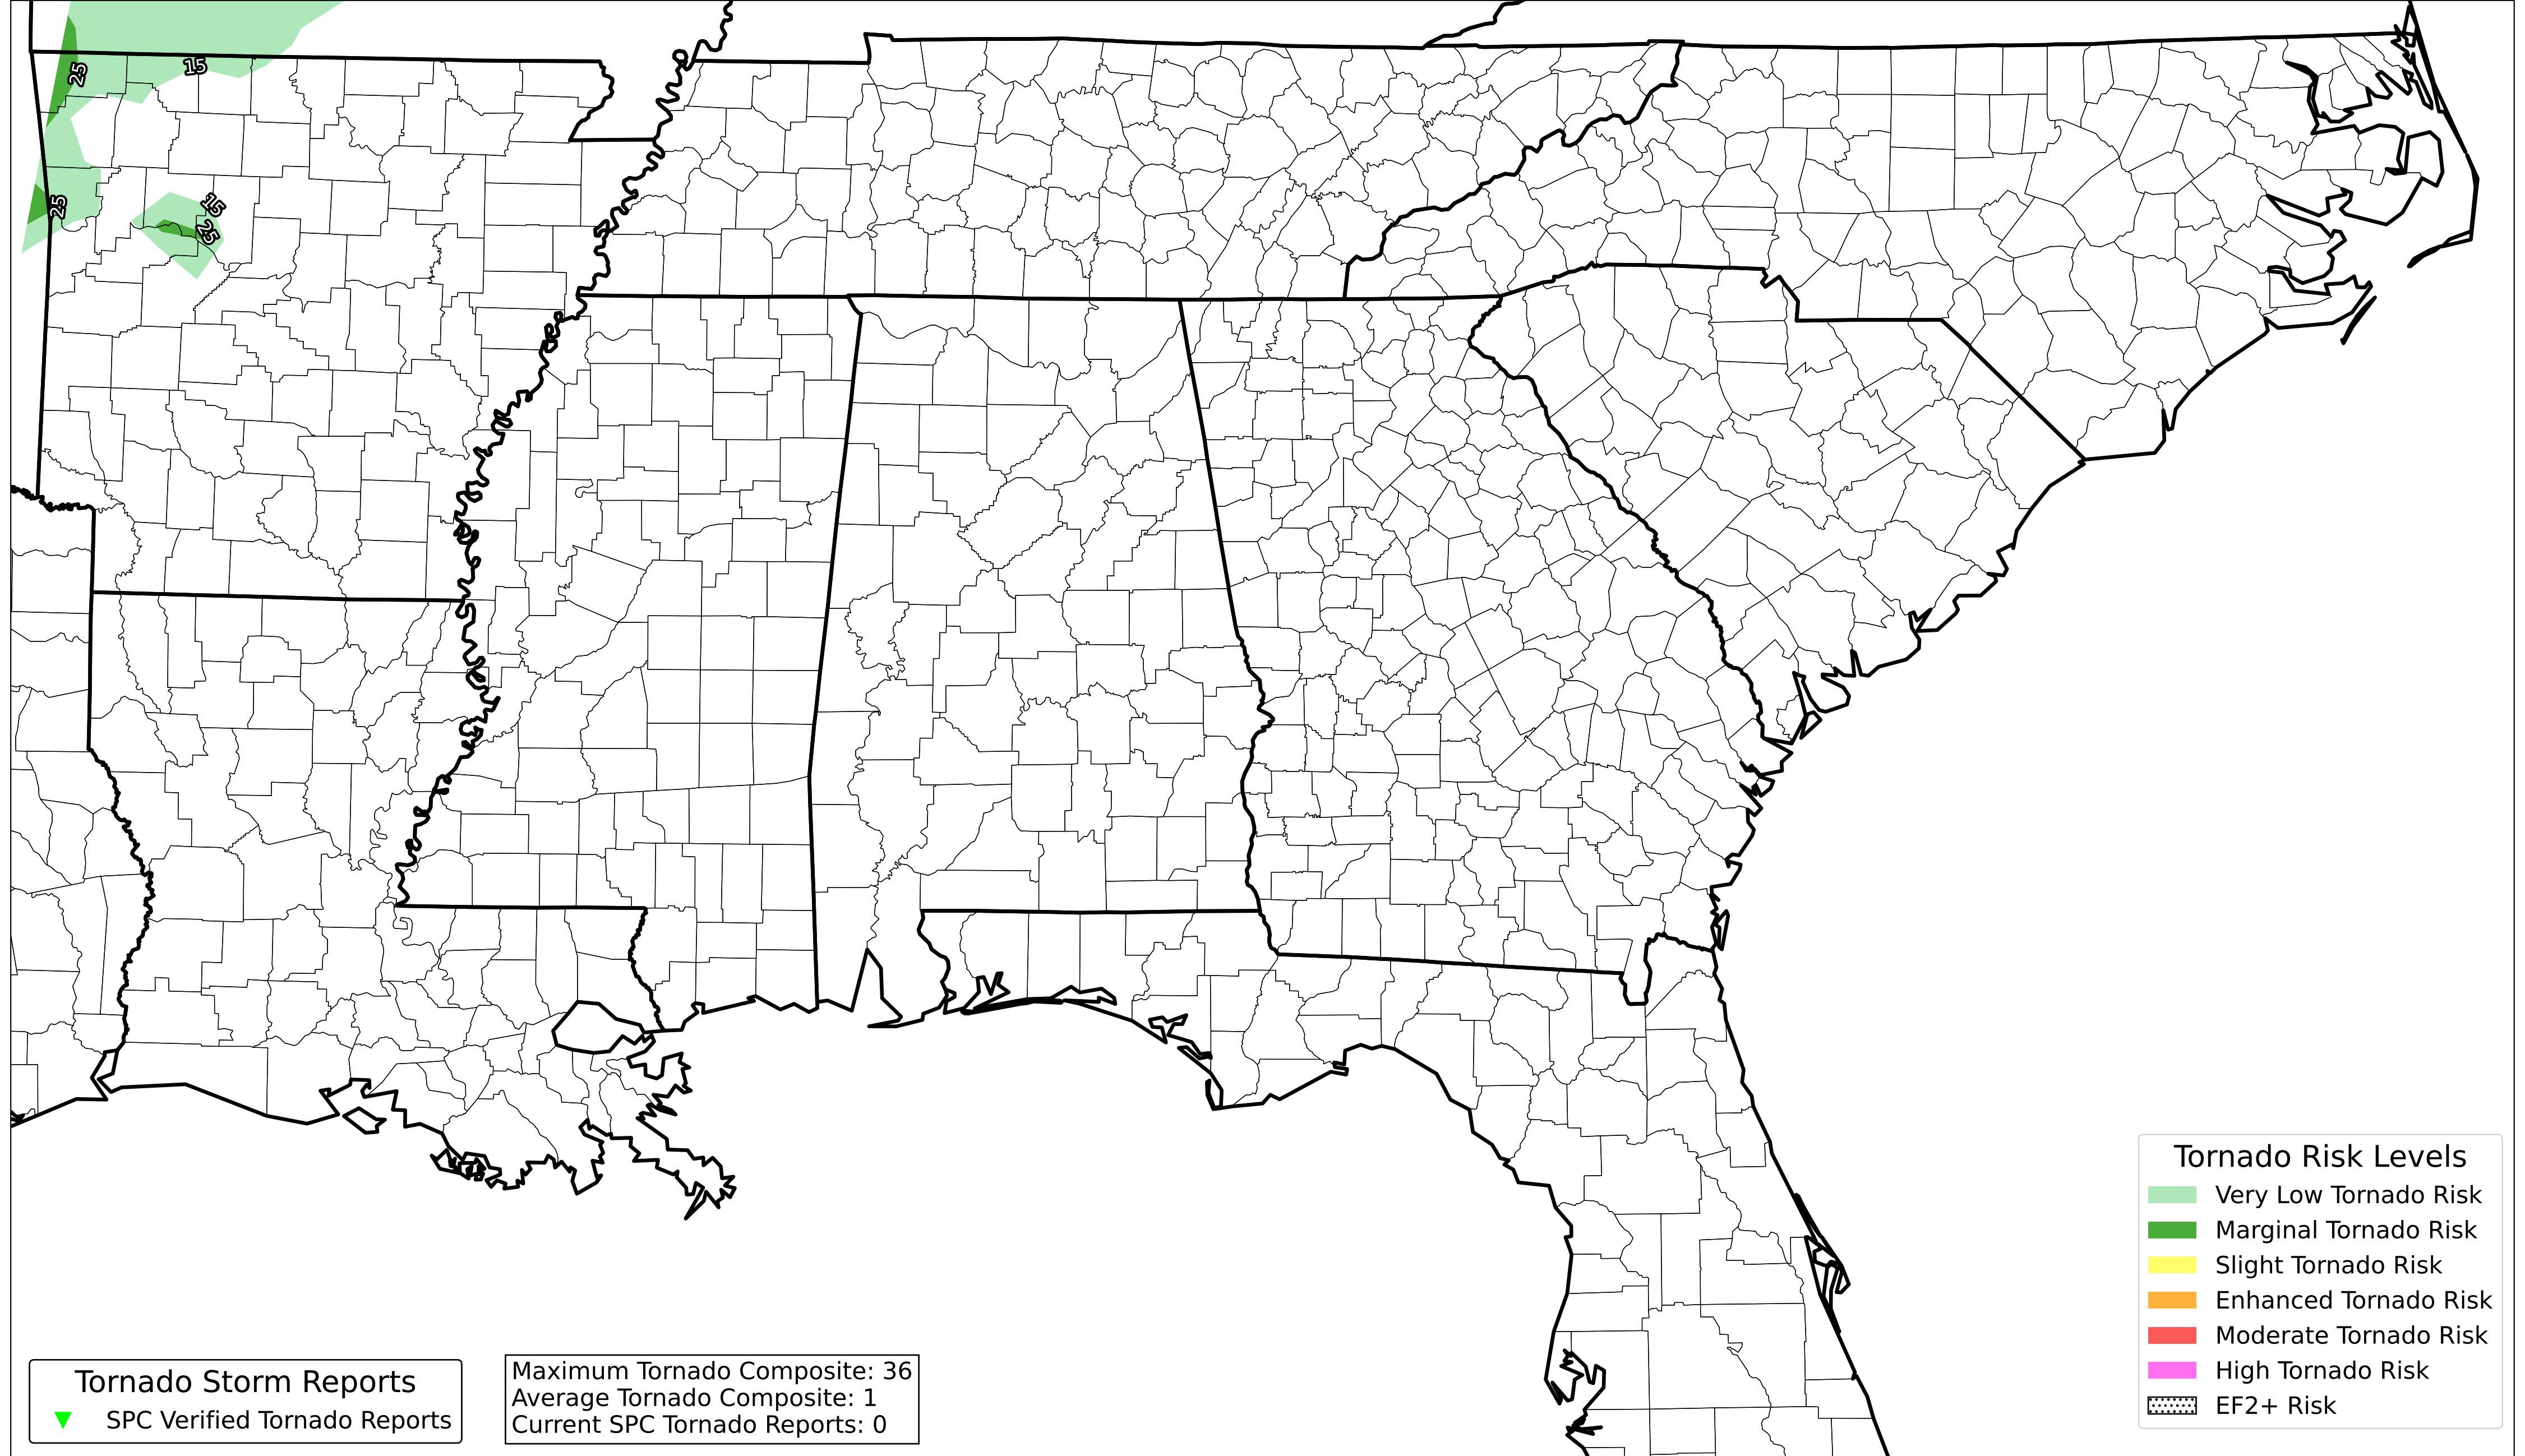 25
15
25
15
25
Tornado Risk Levels
Very Low Tornado Risk
Marginal Tornado Risk
Slight Tornado Risk
Enhanced Tornado Risk
Moderate Tornado Risk
High Tornado Risk
EF2+ Risk
Tornado Storm Reports
SPC Verified Tornado Reports
Maximum Tornado Composite: 36
Average Tornado Composite: 1
Current SPC Tornado Reports: 0